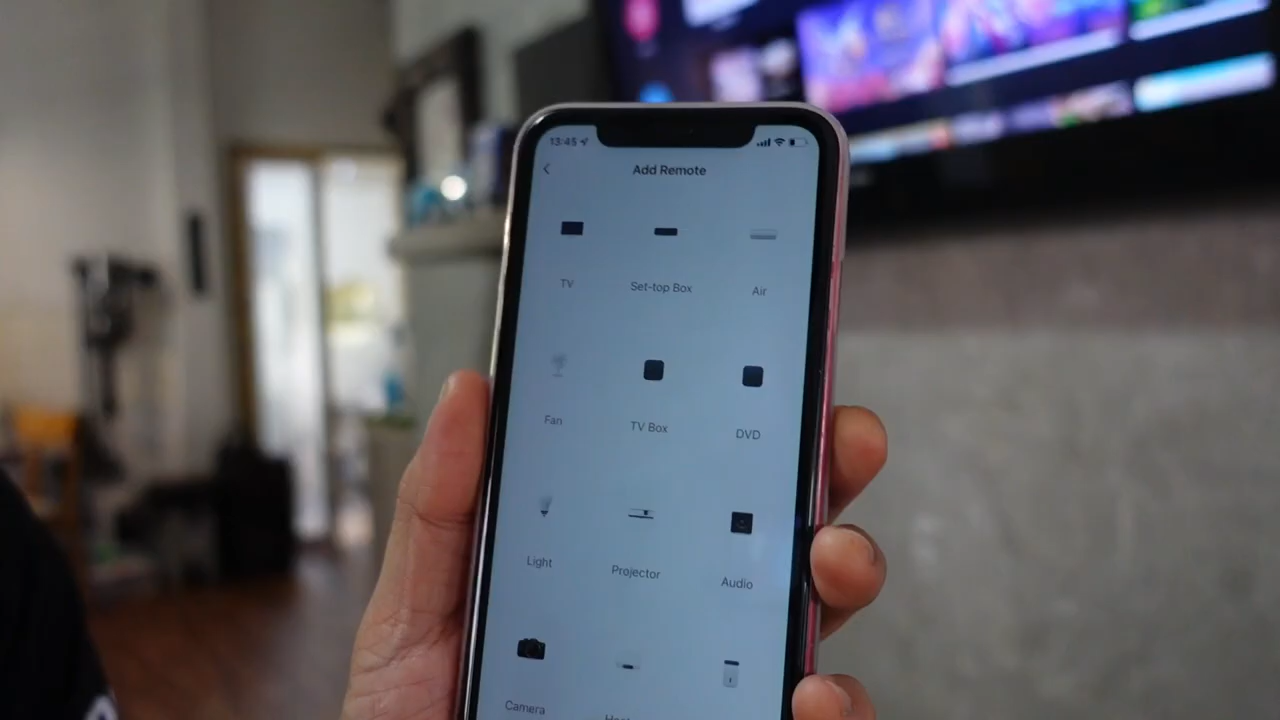 13:45
Add Remote
TV
Set-top Box
Air
Fan
TV Box
DVD
Light
Projector
Audio
Camera